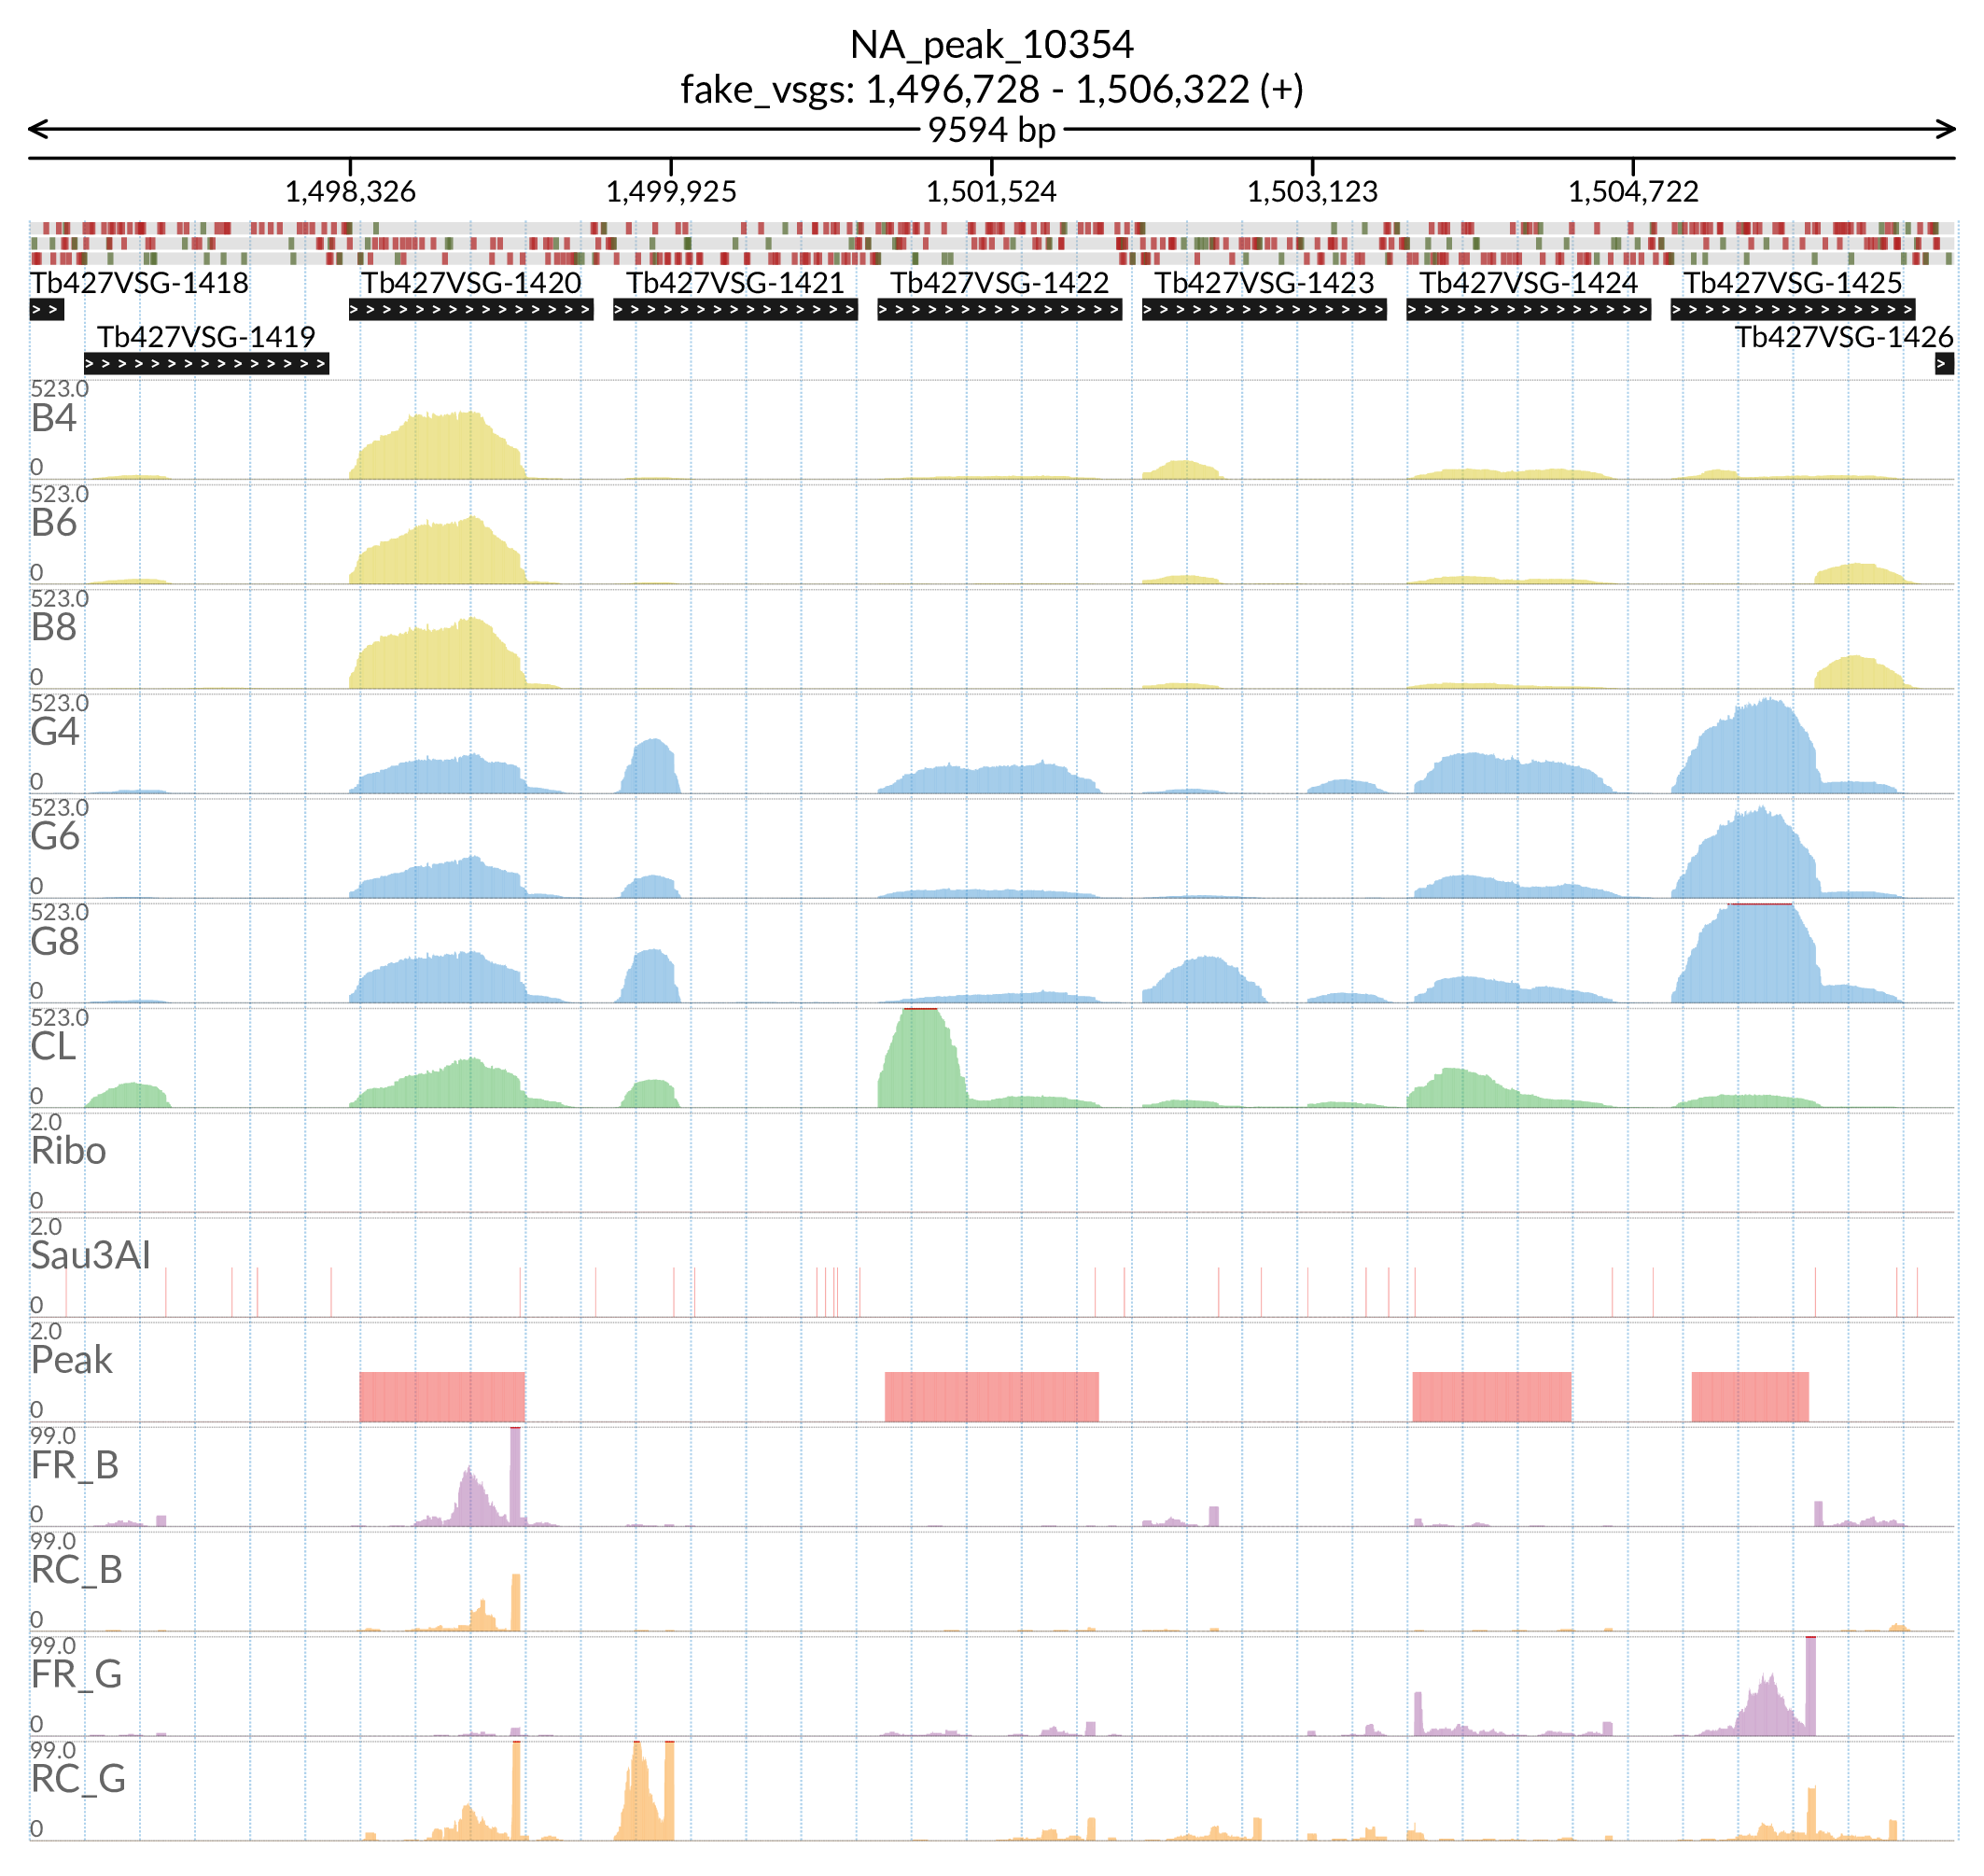 NA_peak_10354
fake_vsgs: 1,496,728 - 1,506,322 (+)
9594 bp
1,498,326 1,499,925 1,501,524 1,503,123 1,504,722
Tb427VSG-1418 Tb427VSG-1420 Tb427VSG-1421 Tb427VSG-1422 Tb427VSG-1423 Tb427VSG-1424 Tb427VSG-1425
Tb427VSG-1419 Tb427VSG-1426
523.0
B4
0
523.0
B6
0
523.0
B8
0
523.0
G4
0
523.0
G6
0
523.0
G8
0
523.0
CL
0
2.0
Ribo
0
2.0
Sau3AI
0
2.0
Peak
0
99.0
FR_B
0
99.0
RC_B
0
99.0
FR_G
0
99.0
RC_G
0